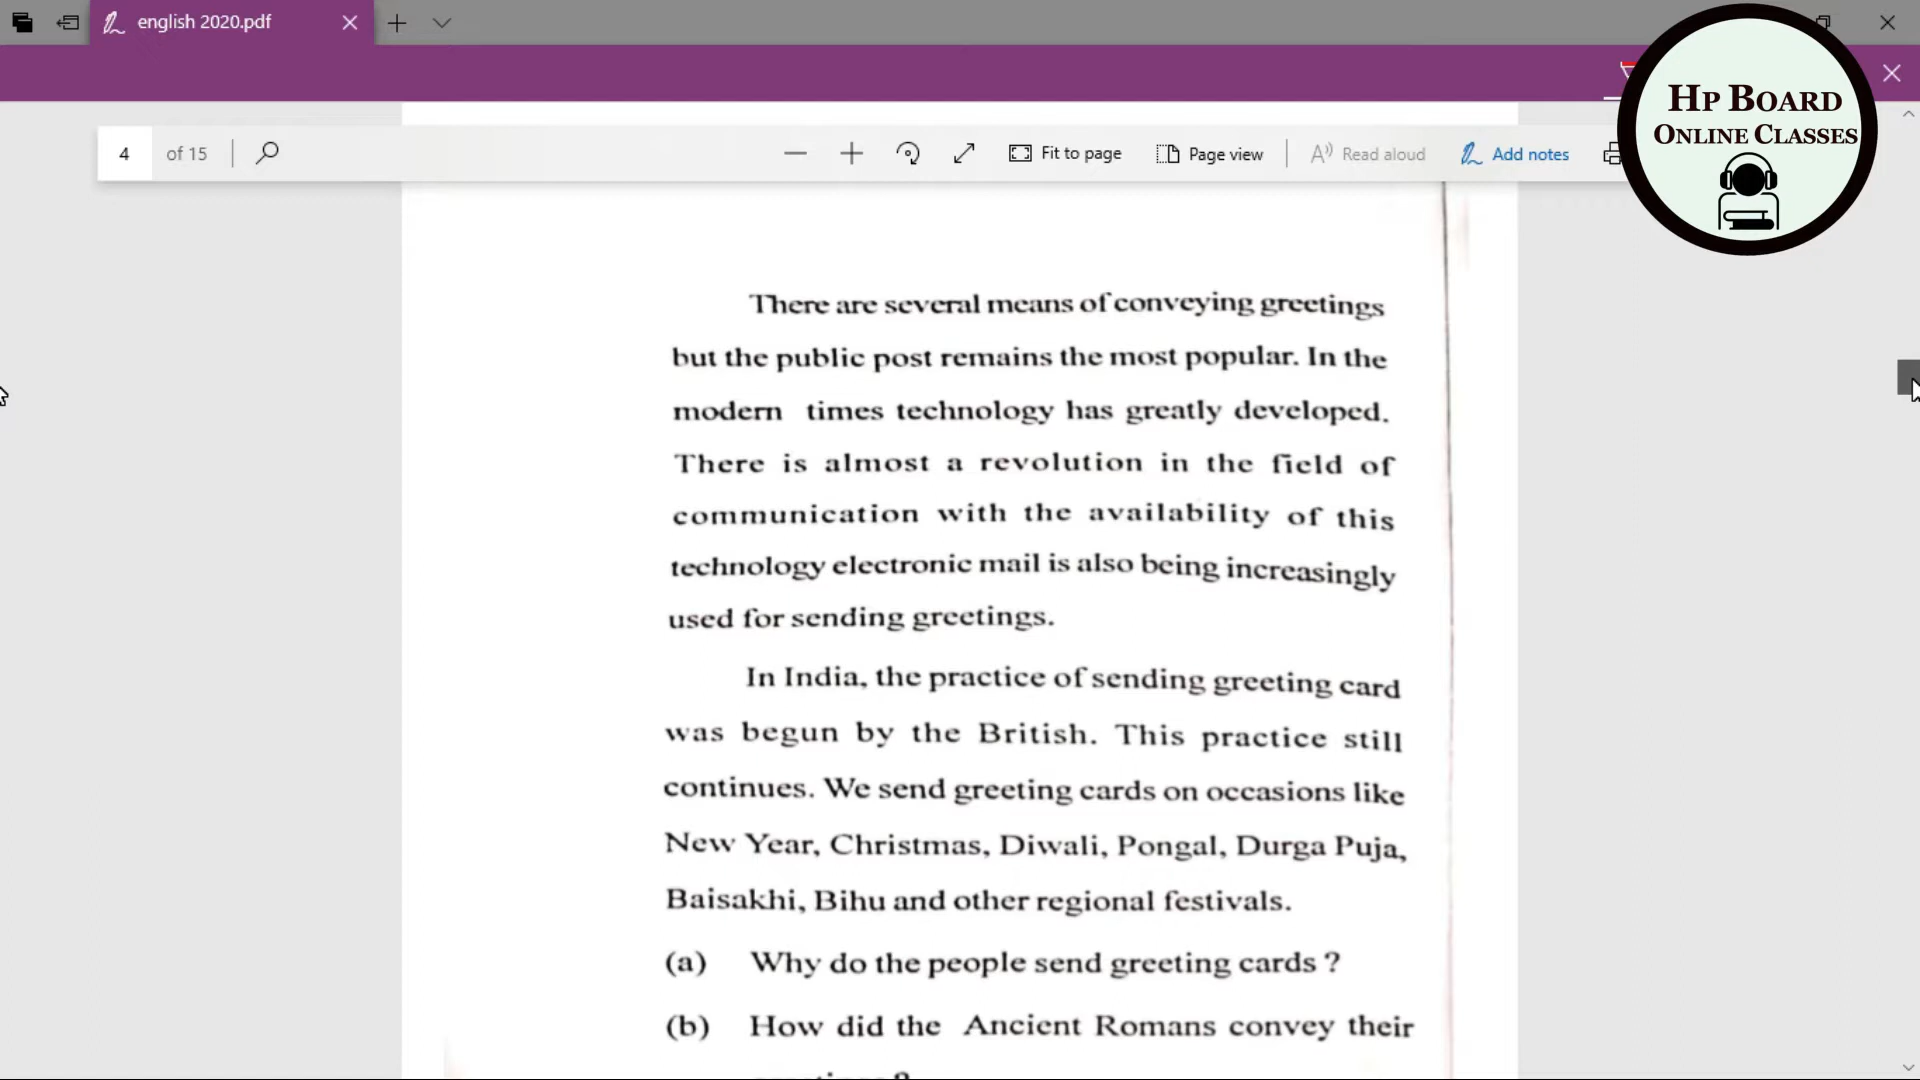 english 2020.pdf
HP BOARD
ONLINE CLASSES
4 of 15
Fit to page
Page view
Read aloud
Add notes
There are several means of conveying greetings
but the public post remains the most popular. In the
modern times technology has greatly developed.
There is almost a revolution in the field of
communication with the availability of this
technology electronic mail is also being increasingly
used for sending greetings.
In India, the practice of sending greeting card
was begun by the British. This practice still
continues. We send greeting cards on occasions like
New Year, Christmas, Diwali, Pongal, Durga Puja,
Baisakhi, Bihu and other regional festivals.
(a) Why do the people send greeting cards ?
(b) How did the Ancient Romans convey their